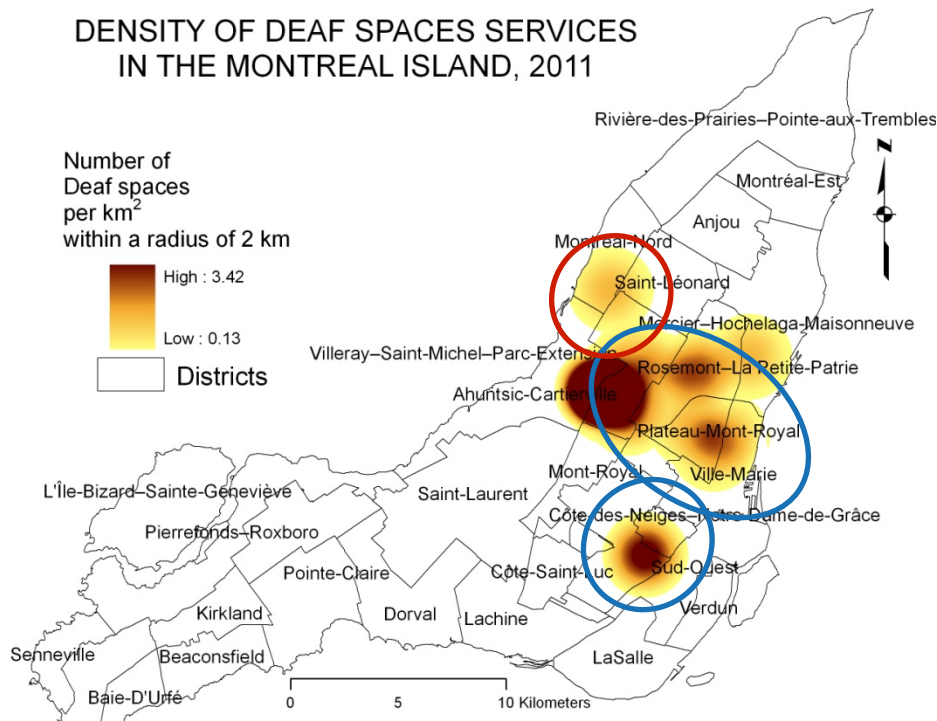 DENSITY OF DEAF SPACES SERVICES
IN THE MONTREAL ISLAND, 2011
Rivière-des-Prairies–Pointe-aux-Trembles
Number of
Deaf spaces
per km²
within a radius of 2 km
High : 3.42
Low : 0.13
Districts
N
Montréal-Est
Anjou
Montréal-Nord
Saint-Léonard
Mercier–Hochelaga-Maisonneuve
Villeray–Saint-Michel–Parc-Extension
Rosemont–La Petite-Patrie
Ahuntsic-Cartierville
Plateau-Mont-Royal
Mont-Royal
Ville-Marie
L'Île-Bizard–Sainte-Geneviève
Saint-Laurent
Côte-des-Neiges–Notre-Dame-de-Grâce
Pierrefonds–Roxboro
Pointe-Claire
Côte-Saint-Luc
Sud-Ouest
Kirkland
Dorval
Lachine
Verdun
Senneville
Beaconsfield
LaSalle
Baie-D'Urfé
0 5 10 Kilometers